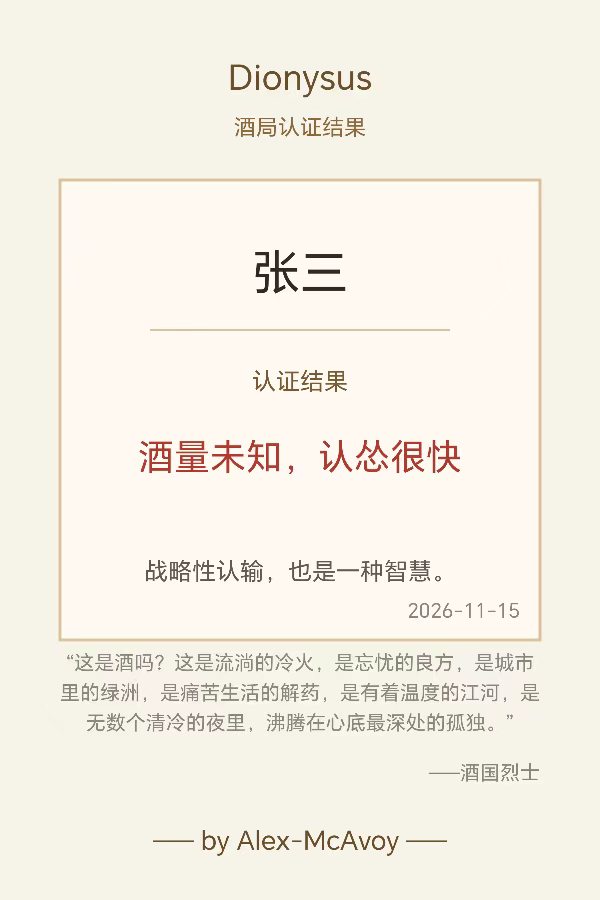 Dionysus
酒局认证结果
张三
认证结果
酒量未知，认怂很快
战略性认输，也是一种智慧。
2026-11-15
“这是酒吗？这是流淌的冷火，是忘忧的良方，是城市
里的绿洲，是痛苦生活的解药，是有着温度的江河，是
无数个清冷的夜里，沸腾在心底最深处的孤独。”
——酒国烈士
—— by Alex-McAvoy ——